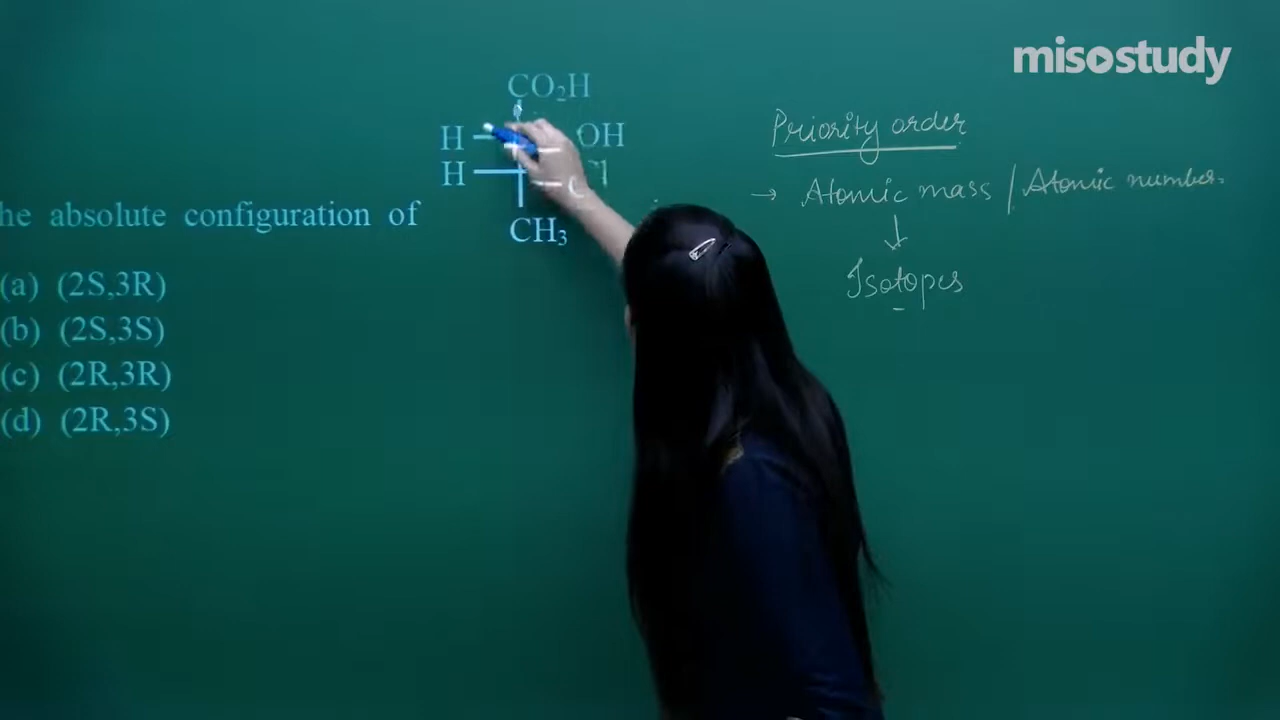 misostudy
CO₂H
H OH
H Cl
CH₃
he absolute configuration of
(a) (2S,3R)
(b) (2S,3S)
(c) (2R,3R)
(d) (2R,3S)
Priority order
→ Atomic mass / Atomic number.
↓
Isotopes